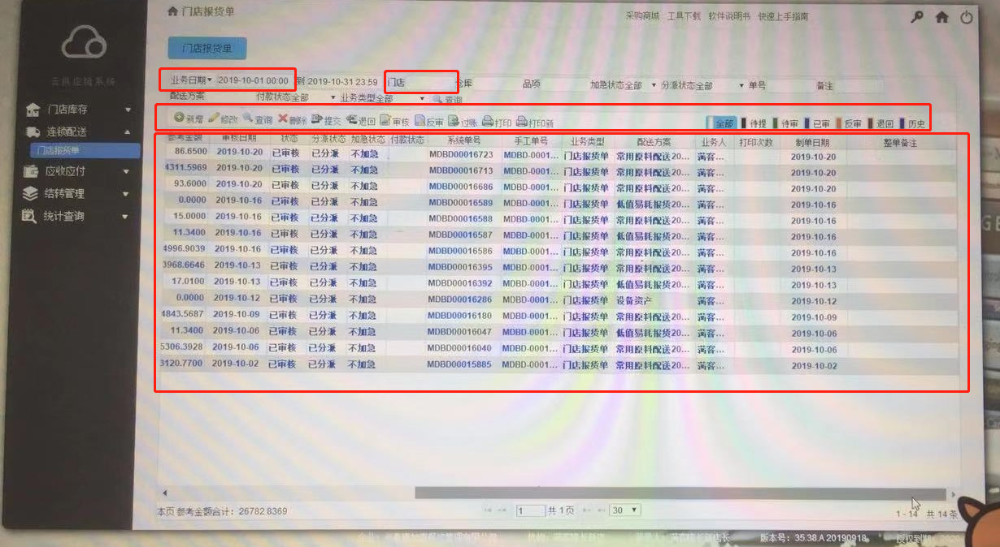 门店报货单
采购商城 工具下载 软件说明书 快速上手指南
门店报货单
业务日期 2019-10-01 00:00 到 2019-10-31 23:59 门店 仓库 品项 加急状态全部 分派状态全部 单号 备注
配送方案 付款状态全部 业务类型全部 查询
新增 修改 查询 删除 提交 退回 审核 反审 过账 打印 打印新 全部 待提 待审 已审 反审 退回 历史
云供应链系统
门店库存
连锁配送
门店报货单
应收应付
结转管理
统计查询
参考金额 审核日期 状态 分派状态 加急状态 付款状态 系统单号 手工单号 业务类型 配送方案 业务人 打印次数 制单日期 整单备注
86.6500 2019-10-20 已审核 已分派 不加急 MDBD00016723 MDBD-0001... 门店报货单 常用原料配送20... 满客... 2019-10-20
4311.5969 2019-10-20 已审核 已分派 不加急 MDBD00016713 MDBD-0001... 门店报货单 常用原料配送20... 满客... 2019-10-20
93.6000 2019-10-20 已审核 已分派 不加急 MDBD00016686 MDBD-0001... 门店报货单 常用原料配送20... 满客... 2019-10-20
0.0000 2019-10-16 已审核 已分派 不加急 MDBD00016589 MDBD-0001... 门店报货单 低值易耗报货20... 满客... 2019-10-16
15.0000 2019-10-16 已审核 已分派 不加急 MDBD00016588 MDBD-0001... 门店报货单 常用原料配送20... 满客... 2019-10-16
11.3400 2019-10-16 已审核 已分派 不加急 MDBD00016587 MDBD-0001... 门店报货单 低值易耗报货20... 满客... 2019-10-16
4996.9039 2019-10-16 已审核 已分派 不加急 MDBD00016586 MDBD-0001... 门店报货单 常用原料配送20... 满客... 2019-10-16
3968.6646 2019-10-13 已审核 已分派 不加急 MDBD00016395 MDBD-0001... 门店报货单 常用原料配送20... 满客... 2019-10-13
17.0100 2019-10-13 已审核 已分派 不加急 MDBD00016392 MDBD-0001... 门店报货单 低值易耗报货20... 满客... 2019-10-13
0.0000 2019-10-12 已审核 已分派 不加急 MDBD00016286 MDBD-0001... 门店报货单 设备资产 满客... 2019-10-12
4843.5687 2019-10-09 已审核 已分派 不加急 MDBD00016180 MDBD-0001... 门店报货单 常用原料配送20... 满客... 2019-10-09
11.3400 2019-10-06 已审核 已分派 不加急 MDBD00016047 MDBD-0001... 门店报货单 低值易耗报货20... 满客... 2019-10-06
5306.3928 2019-10-06 已审核 已分派 不加急 MDBD00016040 MDBD-0001... 门店报货单 常用原料配送20... 满客... 2019-10-06
3120.7700 2019-10-02 已审核 已分派 不加急 MDBD00015885 MDBD-0001... 门店报货单 常用原料配送20... 满客... 2019-10-02
本页 参考金额合计：26782.8369 1 共 1页 30 1 - 14 共 14 条
版本号：35.38.A 20190918 授权到期：